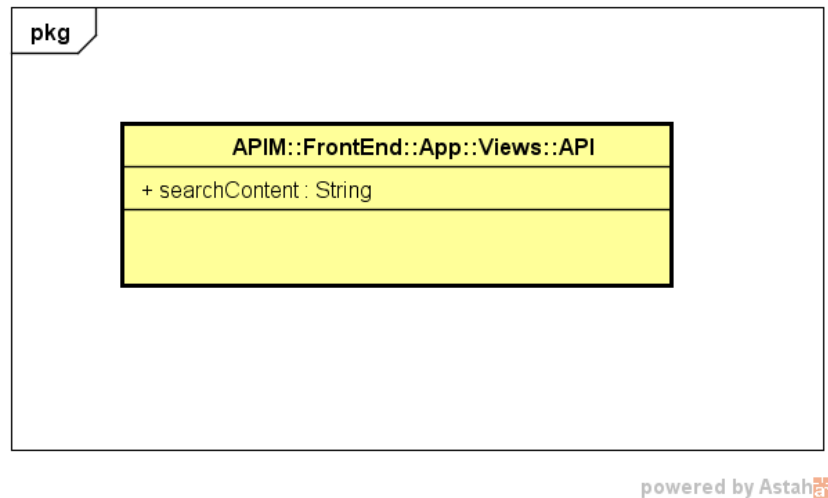 pkg
APIM::FrontEnd::App::Views::API
+ searchContent : String
powered by Astah